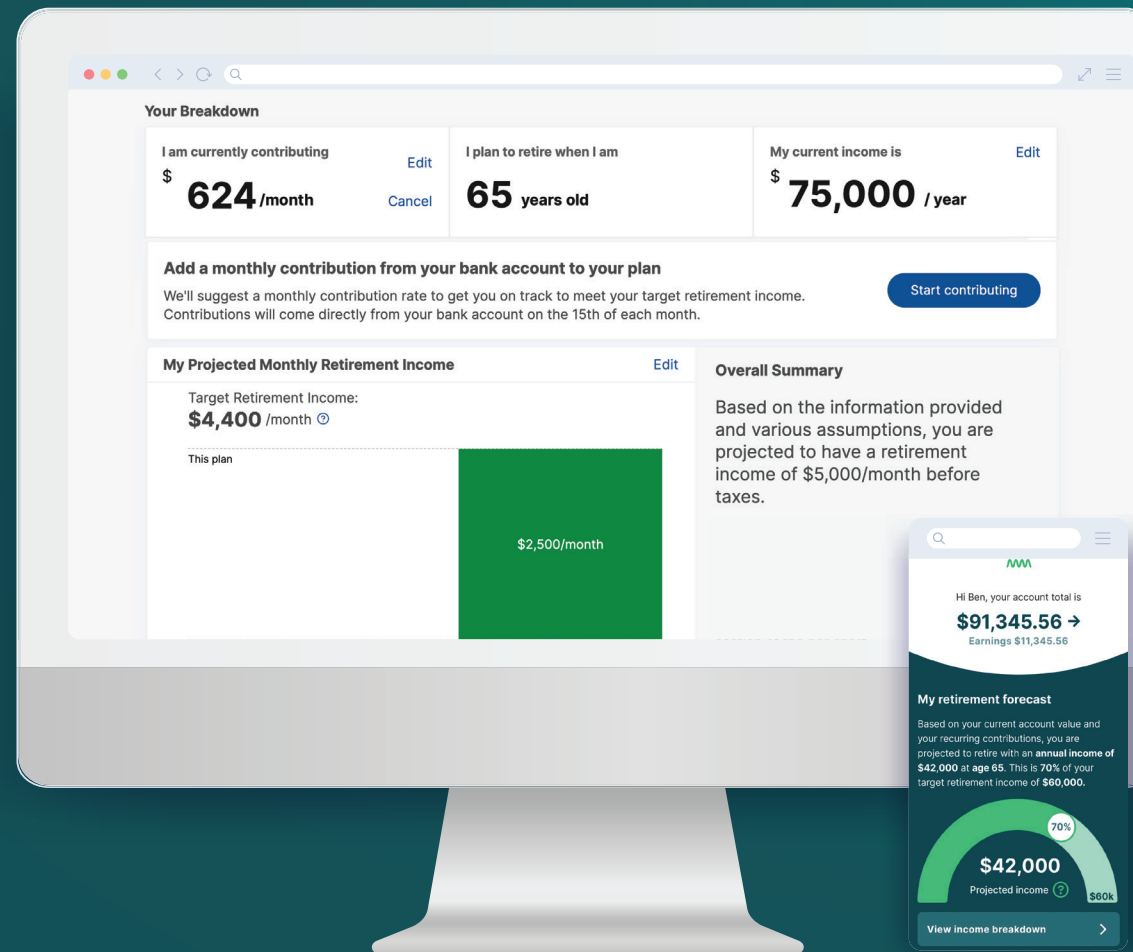 Your Breakdown
I am currently contributing
Edit
$ 624 /month
Cancel
I plan to retire when I am
65 years old
My current income is
Edit
$ 75,000 / year
Add a monthly contribution from your bank account to your plan
We'll suggest a monthly contribution rate to get you on track to meet your target retirement income.
Contributions will come directly from your bank account on the 15th of each month.
Start contributing
My Projected Monthly Retirement Income
Edit
Target Retirement Income:
$4,400 /month ?
This plan
$2,500/month
Overall Summary
Based on the information provided
and various assumptions, you are
projected to have a retirement
income of $5,000/month before
taxes.
Hi Ben, your account total is
$91,345.56 →
Earnings $11,345.56
My retirement forecast
Based on your current account value and
your recurring contributions, you are
projected to retire with an annual income of
$42,000 at age 65. This is 70% of your
target retirement income of $60,000.
70%
$42,000
Projected income ?
$60k
View income breakdown